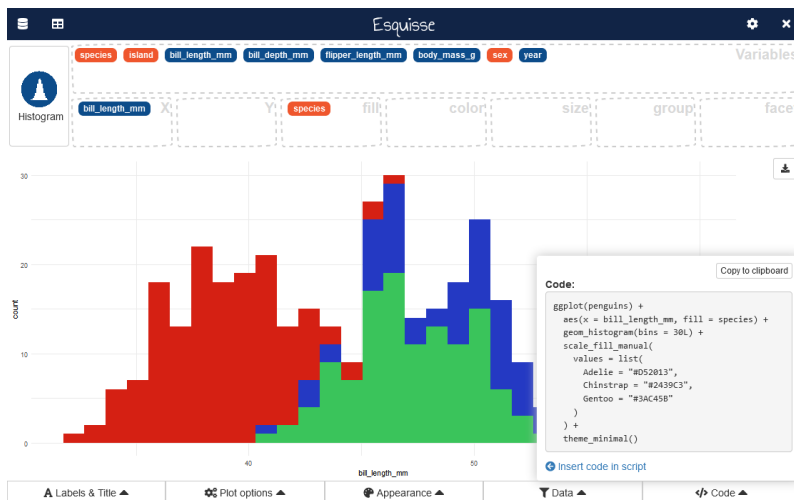 Esquisse
species island bill_length_mm bill_depth_mm flipper_length_mm body_mass_g sex year Variables
Histogram
bill_length_mm X Y species fill color size group face
30
20
10
0
count
40 50
bill_length_mm
Copy to clipboard
Code:
ggplot(penguins) +
aes(x = bill_length_mm, fill = species) +
geom_histogram(bins = 30L) +
scale_fill_manual(
values = list(
Adelie = "#D52013",
Chinstrap = "#2439C3",
Gentoo = "#3AC45B"
)
) +
theme_minimal()
Insert code in script
Labels & Title Plot options Appearance Data Code